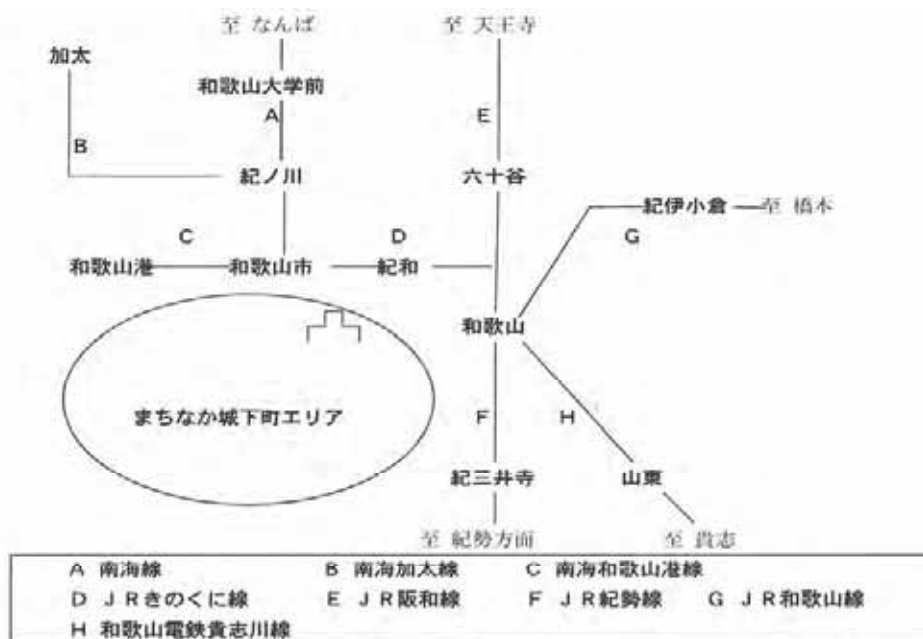 至 なんば
至 天王寺
加太
和歌山大学前
A
E
B
紀ノ川
六十谷
紀伊小倉
至 橋本
G
C
D
和歌山港
和歌山市
紀和
和歌山
まちなか城下町エリア
F
H
紀三井寺
山東
至 紀勢方面
至 貴志
A 南海線 B 南海加太線 C 南海和歌山港線
D ＪＲきのくに線 E ＪＲ阪和線 F ＪＲ紀勢線 G ＪＲ和歌山線
H 和歌山電鉄貴志川線